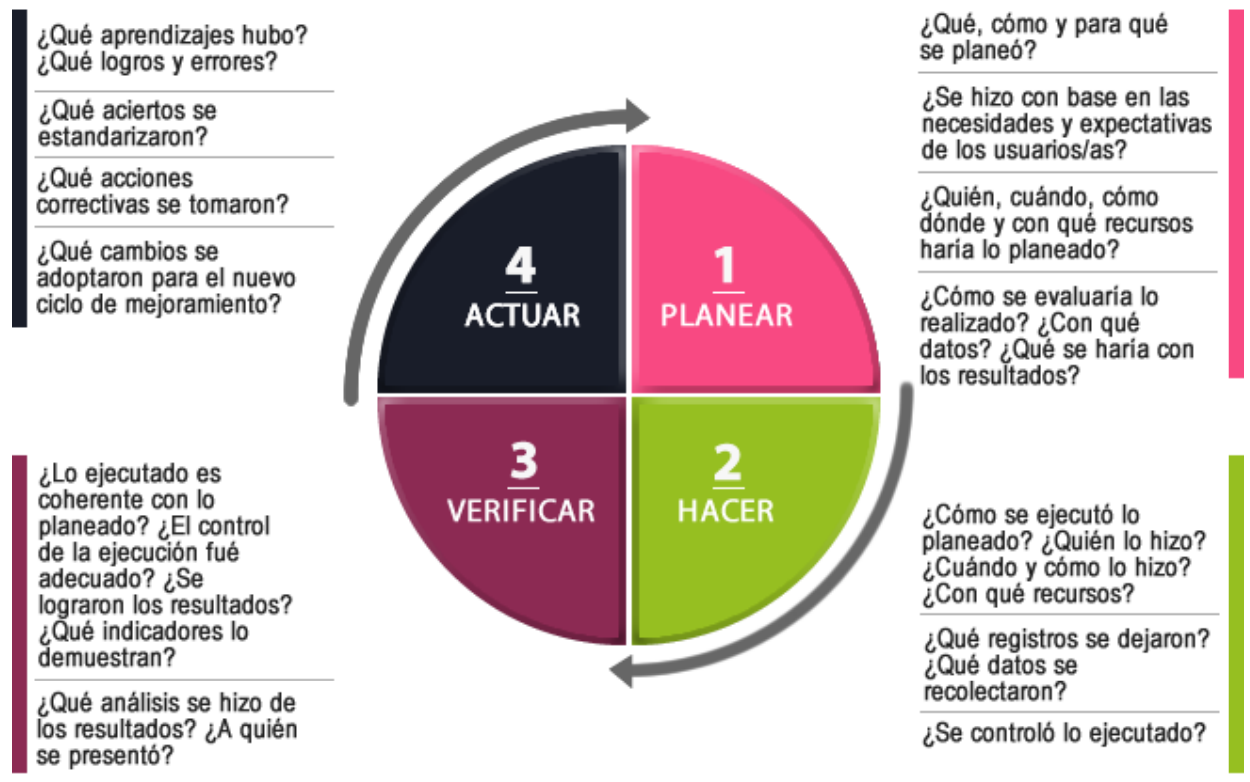 ¿Qué aprendizajes hubo?
¿Qué logros y errores?
¿Qué aciertos se
estandarizaron?
¿Qué acciones
correctivas se tomaron?
¿Qué cambios se
adoptaron para el nuevo
ciclo de mejoramiento?
¿Qué, cómo y para qué
se planeó?
¿Se hizo con base en las
necesidades y expectativas
de los usuarios/as?
¿Quién, cuándo, cómo
dónde y con qué recursos
haría lo planeado?
¿Cómo se evaluaría lo
realizado? ¿Con qué
datos? ¿Qué se haría con
los resultados?
4
ACTUAR
1
PLANEAR
3
VERIFICAR
2
HACER
¿Lo ejecutado es
coherente con lo
planeado? ¿El control
de la ejecución fué
adecuado? ¿Se
lograron los resultados?
¿Qué indicadores lo
demuestran?
¿Qué análisis se hizo de
los resultados? ¿A quién
se presentó?
¿Cómo se ejecutó lo
planeado? ¿Quién lo hizo?
¿Cuándo y cómo lo hizo?
¿Con qué recursos?
¿Qué registros se dejaron?
¿Qué datos se
recolectaron?
¿Se controló lo ejecutado?